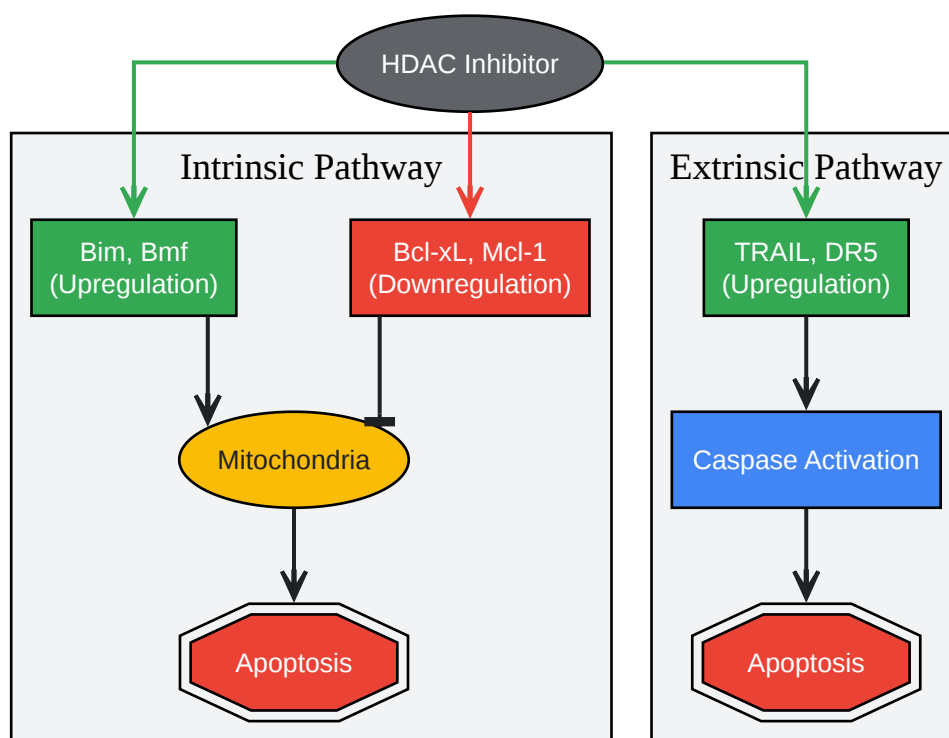 HDAC Inhibitor
Intrinsic Pathway
Bim, Bmf
(Upregulation)
Bcl-xL, Mcl-1
(Downregulation)
Mitochondria
Apoptosis
Extrinsic Pathway
TRAIL, DR5
(Upregulation)
Caspase Activation
Apoptosis